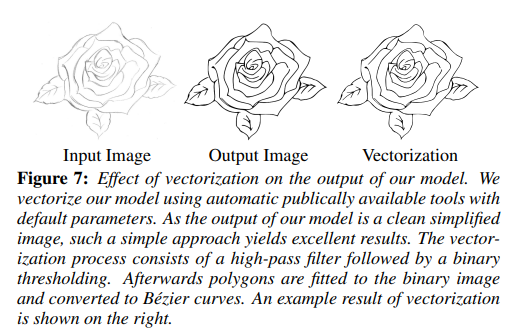 Input Image Output Image Vectorization
Figure 7: Effect of vectorization on the output of our model. We
vectorize our model using automatic publically available tools with
default parameters. As the output of our model is a clean simplified
image, such a simple approach yields excellent results. The vector-
ization process consists of a high-pass filter followed by a binary
thresholding. Afterwards polygons are fitted to the binary image
and converted to Bézier curves. An example result of vectorization
is shown on the right.